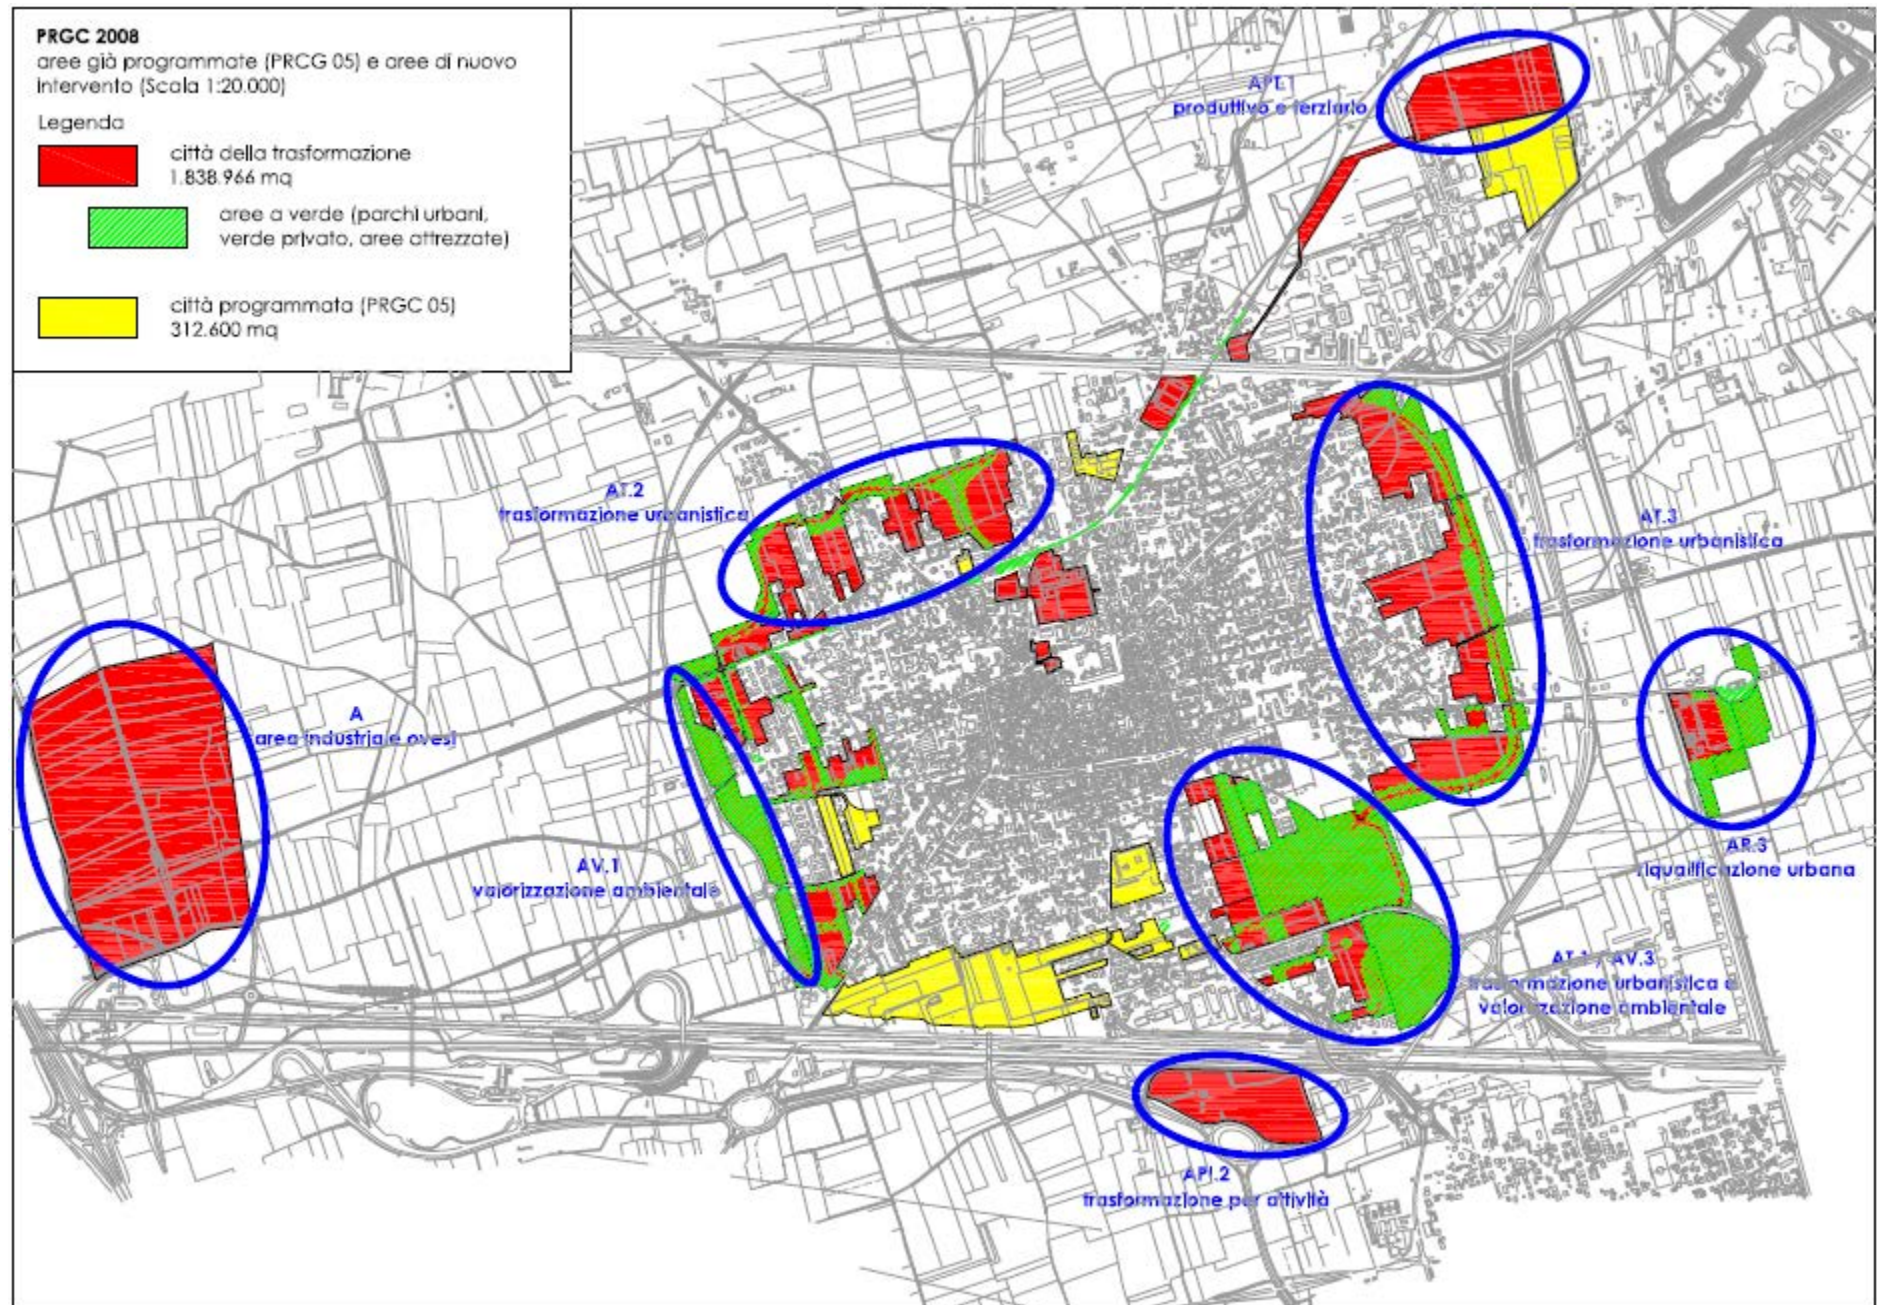 PRGC 2008
aree già programmate (PRCG 05) e aree di nuovo
intervento (Scala 1:20.000)
Legenda
città della trasformazione
1.838.966 mq
aree a verde (parchi urbani,
verde privato, aree attrezzate)
città programmata (PRGC 05)
312.600 mq
API.1
produttivo e terziario
AT.2
trasformazione urbanistica
AT.3
trasformazione urbanistica
A
area industriale ovest
AV.1
valorizzazione ambientale
AR.3
riqualificazione urbana
AT.1 / AV.3
trasformazione urbanistica e
valorizzazione ambientale
API.2
trasformazione per attività